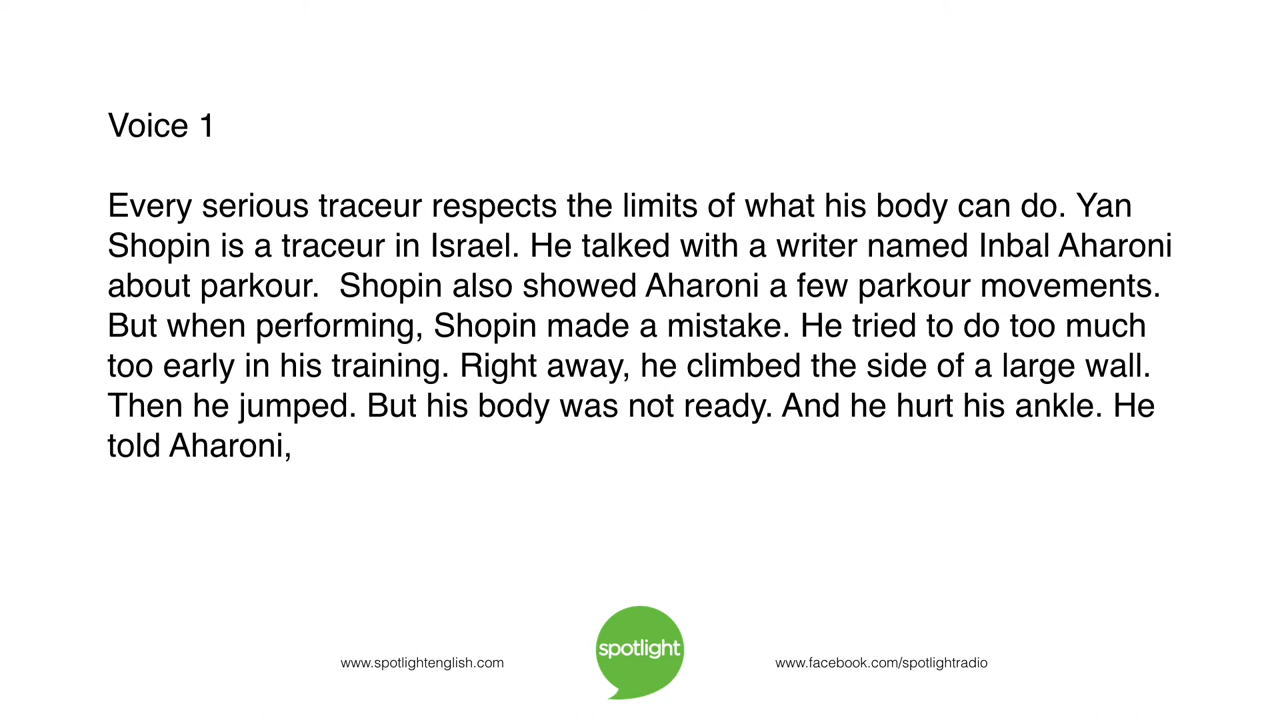 Voice 1
Every serious traceur respects the limits of what his body can do. Yan
Shopin is a traceur in Israel. He talked with a writer named Inbal Aharoni
about parkour.  Shopin also showed Aharoni a few parkour movements.
But when performing, Shopin made a mistake. He tried to do too much
too early in his training. Right away, he climbed the side of a large wall.
Then he jumped. But his body was not ready. And he hurt his ankle. He
told Aharoni,
www.spotlightenglish.com
spotlight
www.facebook.com/spotlightradio